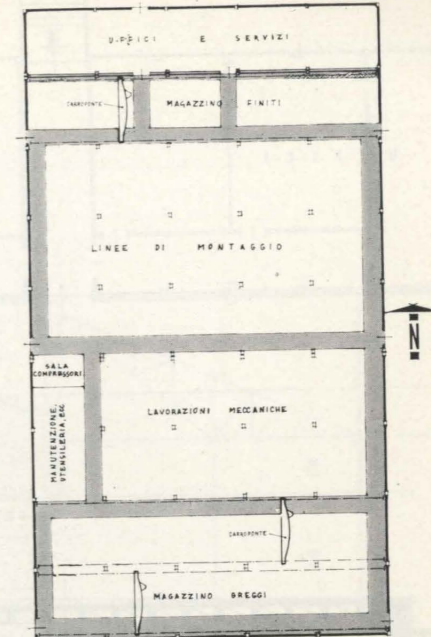 UFFICI E SERVIZI
CARROPONTE
MAGAZZINO FINITI
LINEE DI MONTAGGIO
N
SALA
COMPRESSORI
MANUTENZIONE,
UTENSILERIA, ECC
LAVORAZIONI MECCANICHE
CARROPONTE
MAGAZZINO GREGGI